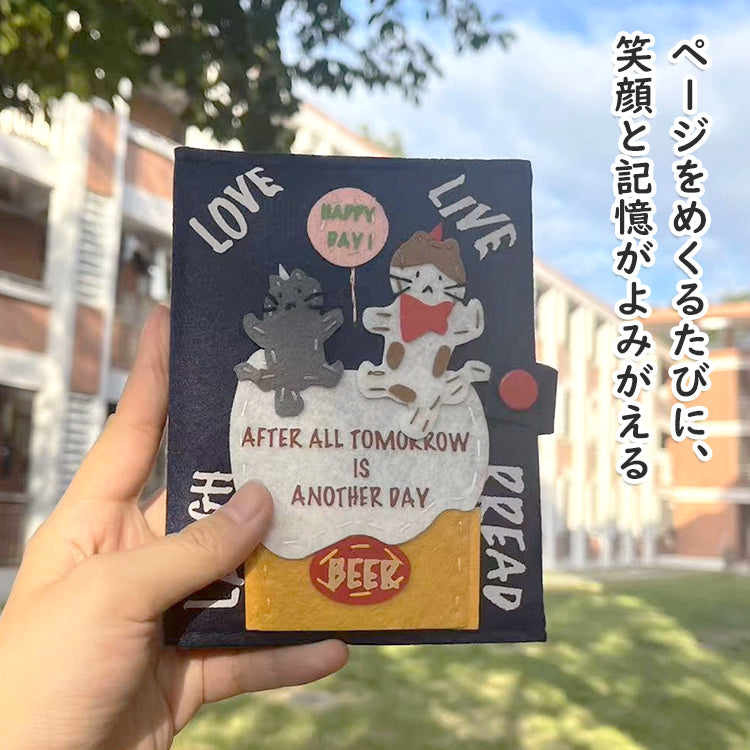 ページをめくるたびに、
笑顔と記憶がよみがえる
LOVE
LIVE
HAPPY
DAY!
AFTER ALL TOMORROW
IS
ANOTHER DAY
BEER